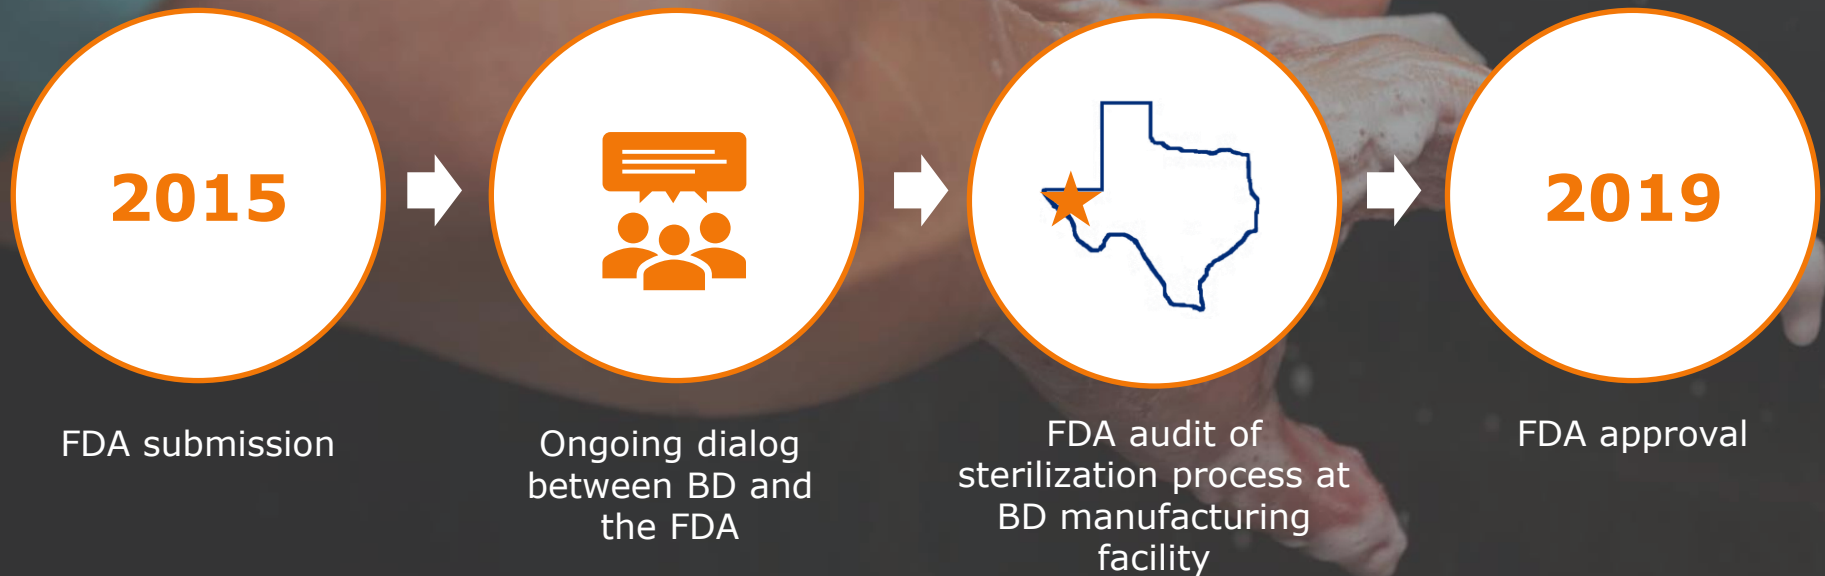 2015
FDA submission
Ongoing dialog
between BD and
the FDA
FDA audit of
sterilization process at
BD manufacturing
facility
2019
FDA approval